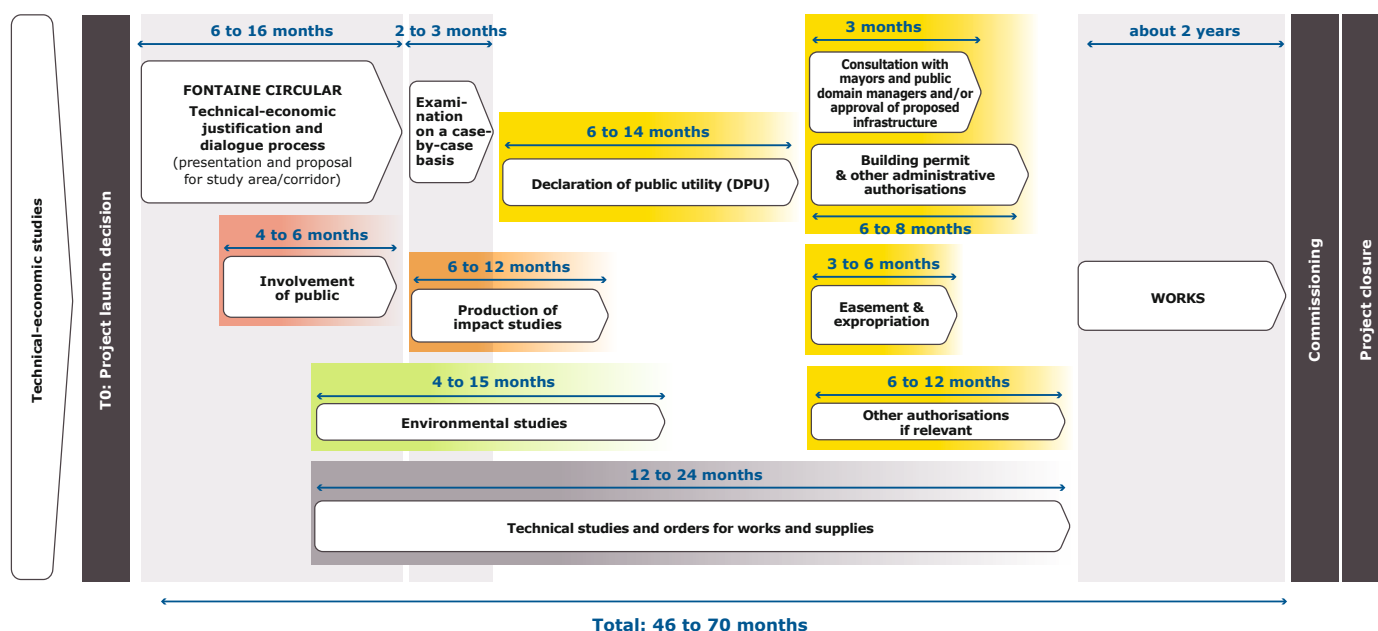 Technical-economic studies
T0: Project launch decision
6 to 16 months
FONTAINE CIRCULAR
Technical-economic
justification and
dialogue process
(presentation and proposal
for study area/corridor)
2 to 3 months
Exami-
nation
on a case-
by-case
basis
4 to 6 months
Involvement
of public
6 to 12 months
Production of
impact studies
6 to 14 months
Declaration of public utility (DPU)
3 months
Consultation with
mayors and public
domain managers and/or
approval of proposed
infrastructure
Building permit
& other administrative
authorisations
6 to 8 months
3 to 6 months
Easement &
expropriation
4 to 15 months
Environmental studies
6 to 12 months
Other authorisations
if relevant
12 to 24 months
Technical studies and orders for works and supplies
about 2 years
WORKS
Commissioning
Project closure
Total: 46 to 70 months